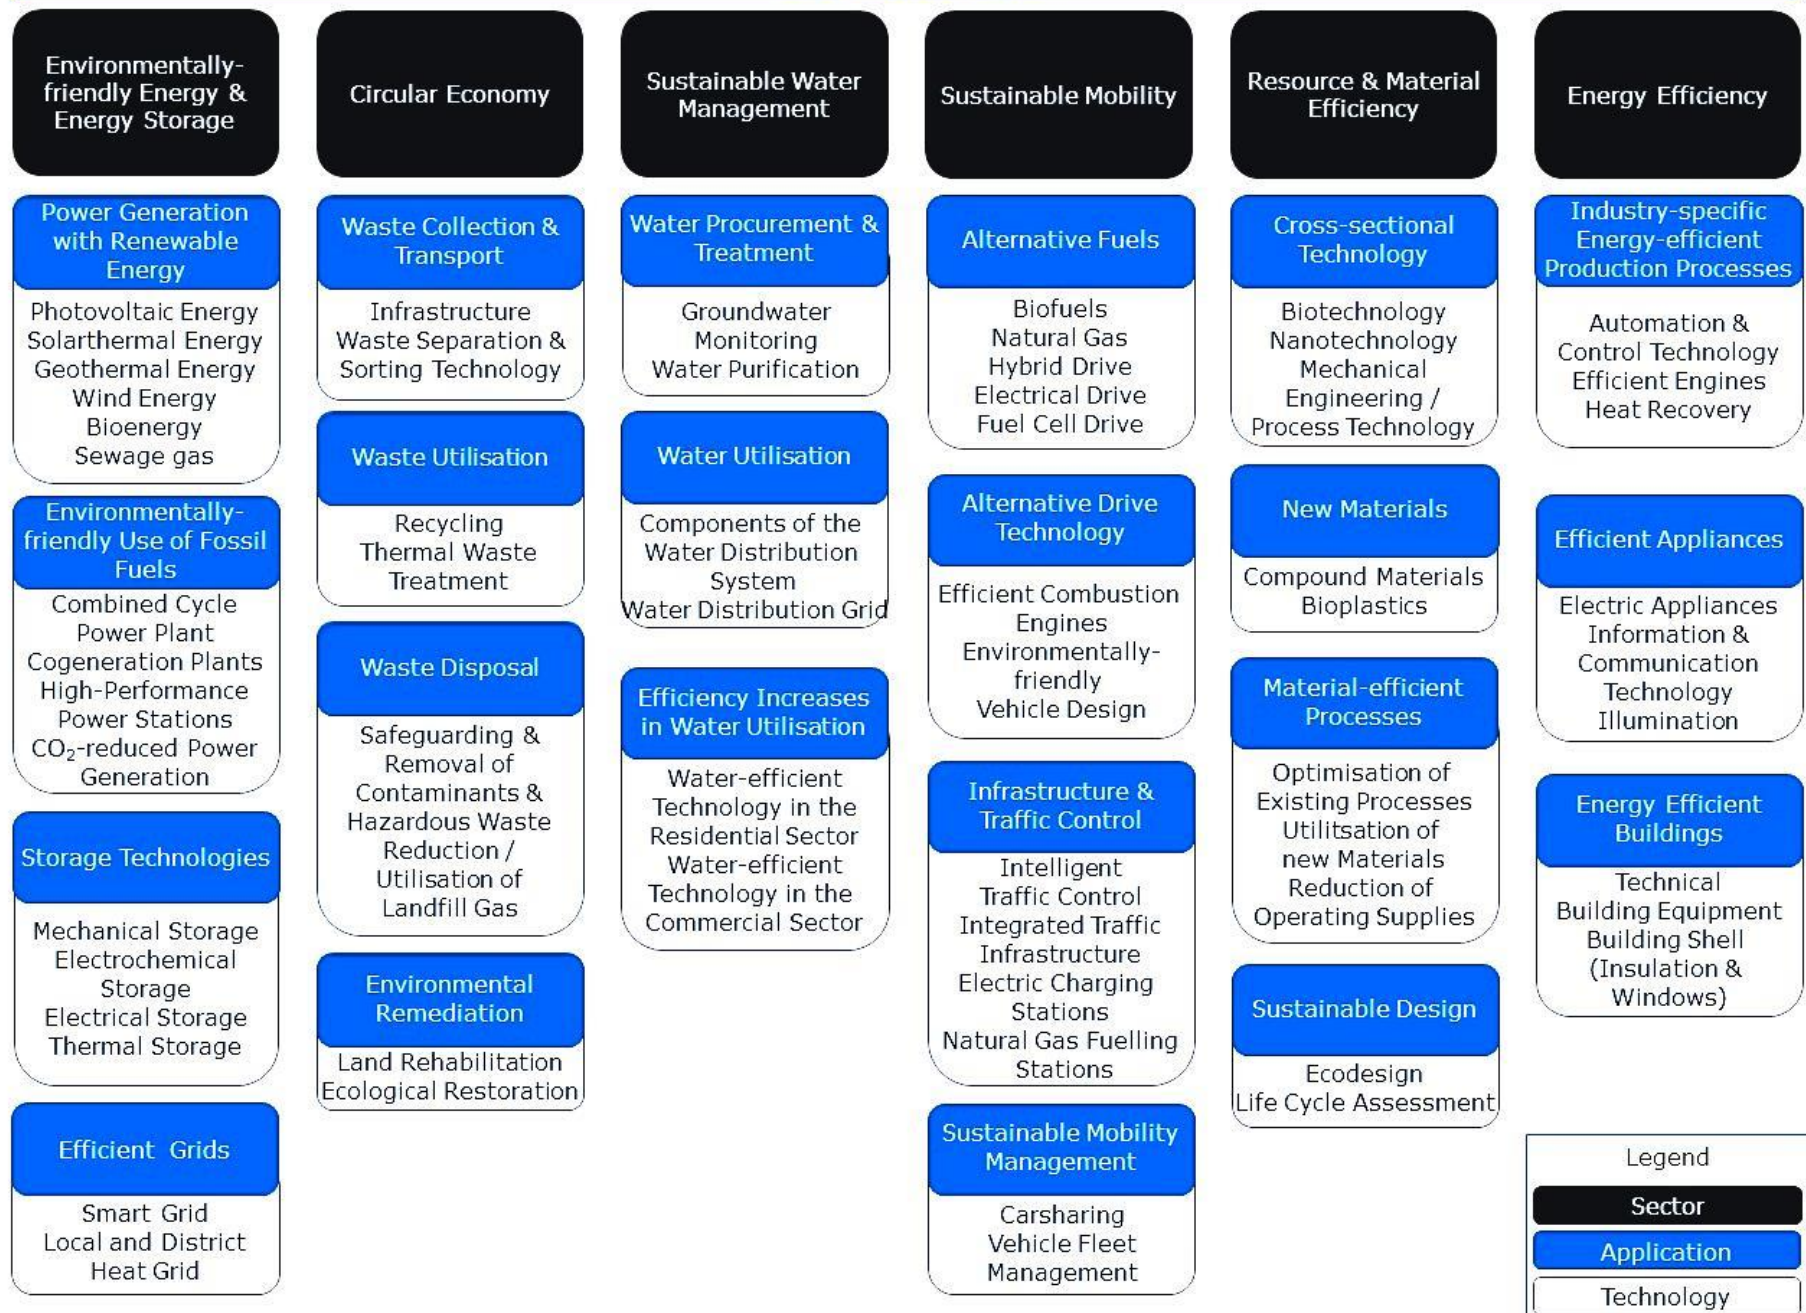 Environmentally-
friendly Energy &
Energy Storage
Power Generation
with Renewable
Energy
Photovoltaic Energy
Solarthermal Energy
Geothermal Energy
Wind Energy
Bioenergy
Sewage gas
Environmentally-
friendly Use of Fossil
Fuels
Combined Cycle
Power Plant
Cogeneration Plants
High-Performance
Power Stations
CO₂-reduced Power
Generation
Storage Technologies
Mechanical Storage
Electrochemical
Storage
Electrical Storage
Thermal Storage
Efficient Grids
Smart Grid
Local and District
Heat Grid
Circular Economy
Waste Collection &
Transport
Infrastructure
Waste Separation &
Sorting Technology
Waste Utilisation
Recycling
Thermal Waste
Treatment
Waste Disposal
Safeguarding &
Removal of
Contaminants &
Hazardous Waste
Reduction /
Utilisation of
Landfill Gas
Environmental
Remediation
Land Rehabilitation
Ecological Restoration
Sustainable Water
Management
Water Procurement &
Treatment
Groundwater
Monitoring
Water Purification
Water Utilisation
Components of the
Water Distribution
System
Water Distribution Grid
Efficiency Increases
in Water Utilisation
Water-efficient
Technology in the
Residential Sector
Water-efficient
Technology in the
Commercial Sector
Sustainable Mobility
Alternative Fuels
Biofuels
Natural Gas
Hybrid Drive
Electrical Drive
Fuel Cell Drive
Alternative Drive
Technology
Efficient Combustion
Engines
Environmentally-
friendly
Vehicle Design
Infrastructure &
Traffic Control
Intelligent
Traffic Control
Integrated Traffic
Infrastructure
Electric Charging
Stations
Natural Gas Fuelling
Stations
Sustainable Mobility
Management
Carsharing
Vehicle Fleet
Management
Resource & Material
Efficiency
Cross-sectional
Technology
Biotechnology
Nanotechnology
Mechanical
Engineering /
Process Technology
New Materials
Compound Materials
Bioplastics
Material-efficient
Processes
Optimisation of
Existing Processes
Utilitsation of
new Materials
Reduction of
Operating Supplies
Sustainable Design
Ecodesign
Life Cycle Assessment
Energy Efficiency
Industry-specific
Energy-efficient
Production Processes
Automation &
Control Technology
Efficient Engines
Heat Recovery
Efficient Appliances
Electric Appliances
Information &
Communication
Technology
Illumination
Energy Efficient
Buildings
Technical
Building Equipment
Building Shell
(Insulation &
Windows)
Legend
Sector
Application
Technology